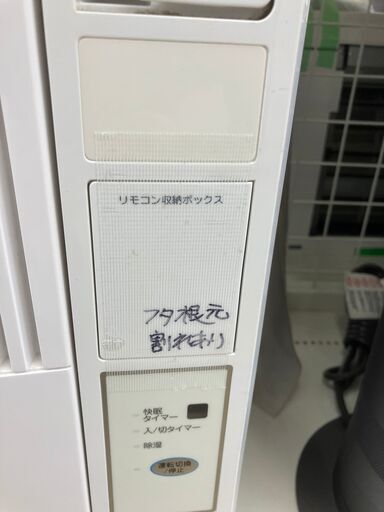 リモコン収納ボックス
フタ根元
割れあり
快眠
タイマー
入/切タイマー
除湿
運転切換
/停止